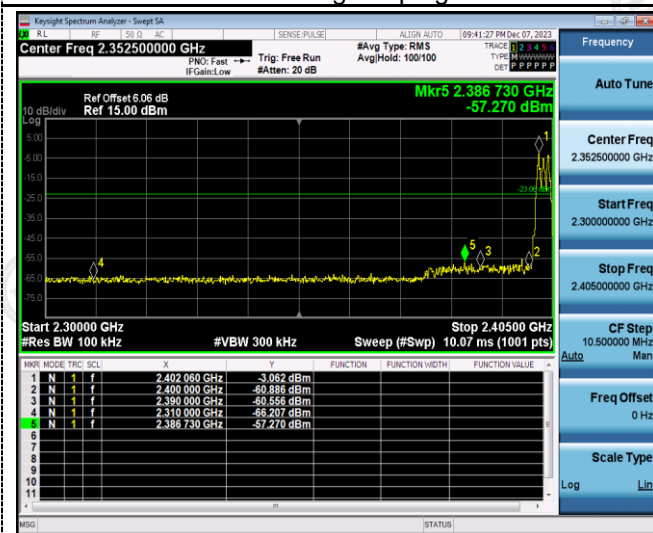 Keysight Spectrum Analyzer - Swept SA
RL RF 50 Ω AC SENSE:PULSE ALIGN AUTO 09:41:27 PM Dec 07, 2023
Center Freq 2.352500000 GHz
PNO: Fast
IFGain:Low
Trig: Free Run
#Atten: 20 dB
#Avg Type: RMS
Avg|Hold: 100/100
TRACE 1 2 3 4 5 6
TYPE M W W W W W
DET P P P P P P
Ref Offset 6.06 dB
10 dB/div Ref 15.00 dBm
Log
Mkr5 2.386 730 GHz
-57.270 dBm
5.00
-5.00
-15.0
-25.0
-35.0
-45.0
-55.0
-65.0
-75.0
1
5
3
2
4
Start 2.30000 GHz Stop 2.40500 GHz
#Res BW 100 kHz #VBW 300 kHz Sweep (#Swp) 10.07 ms (1001 pts)
MKR MODE TRC SCL X Y FUNCTION FUNCTION WIDTH FUNCTION VALUE
1 N 1 f 2.402 060 GHz -3.062 dBm
2 N 1 f 2.400 000 GHz -60.886 dBm
3 N 1 f 2.390 000 GHz -60.556 dBm
4 N 1 f 2.310 000 GHz -66.207 dBm
5 N 1 f 2.386 730 GHz -57.270 dBm
6
7
8
9
10
11
MSG STATUS
Frequency
Auto Tune
Center Freq
2.352500000 GHz
Start Freq
2.300000000 GHz
Stop Freq
2.405000000 GHz
CF Step
10.500000 MHz
Auto Man
Freq Offset
0 Hz
Scale Type
Log Lin